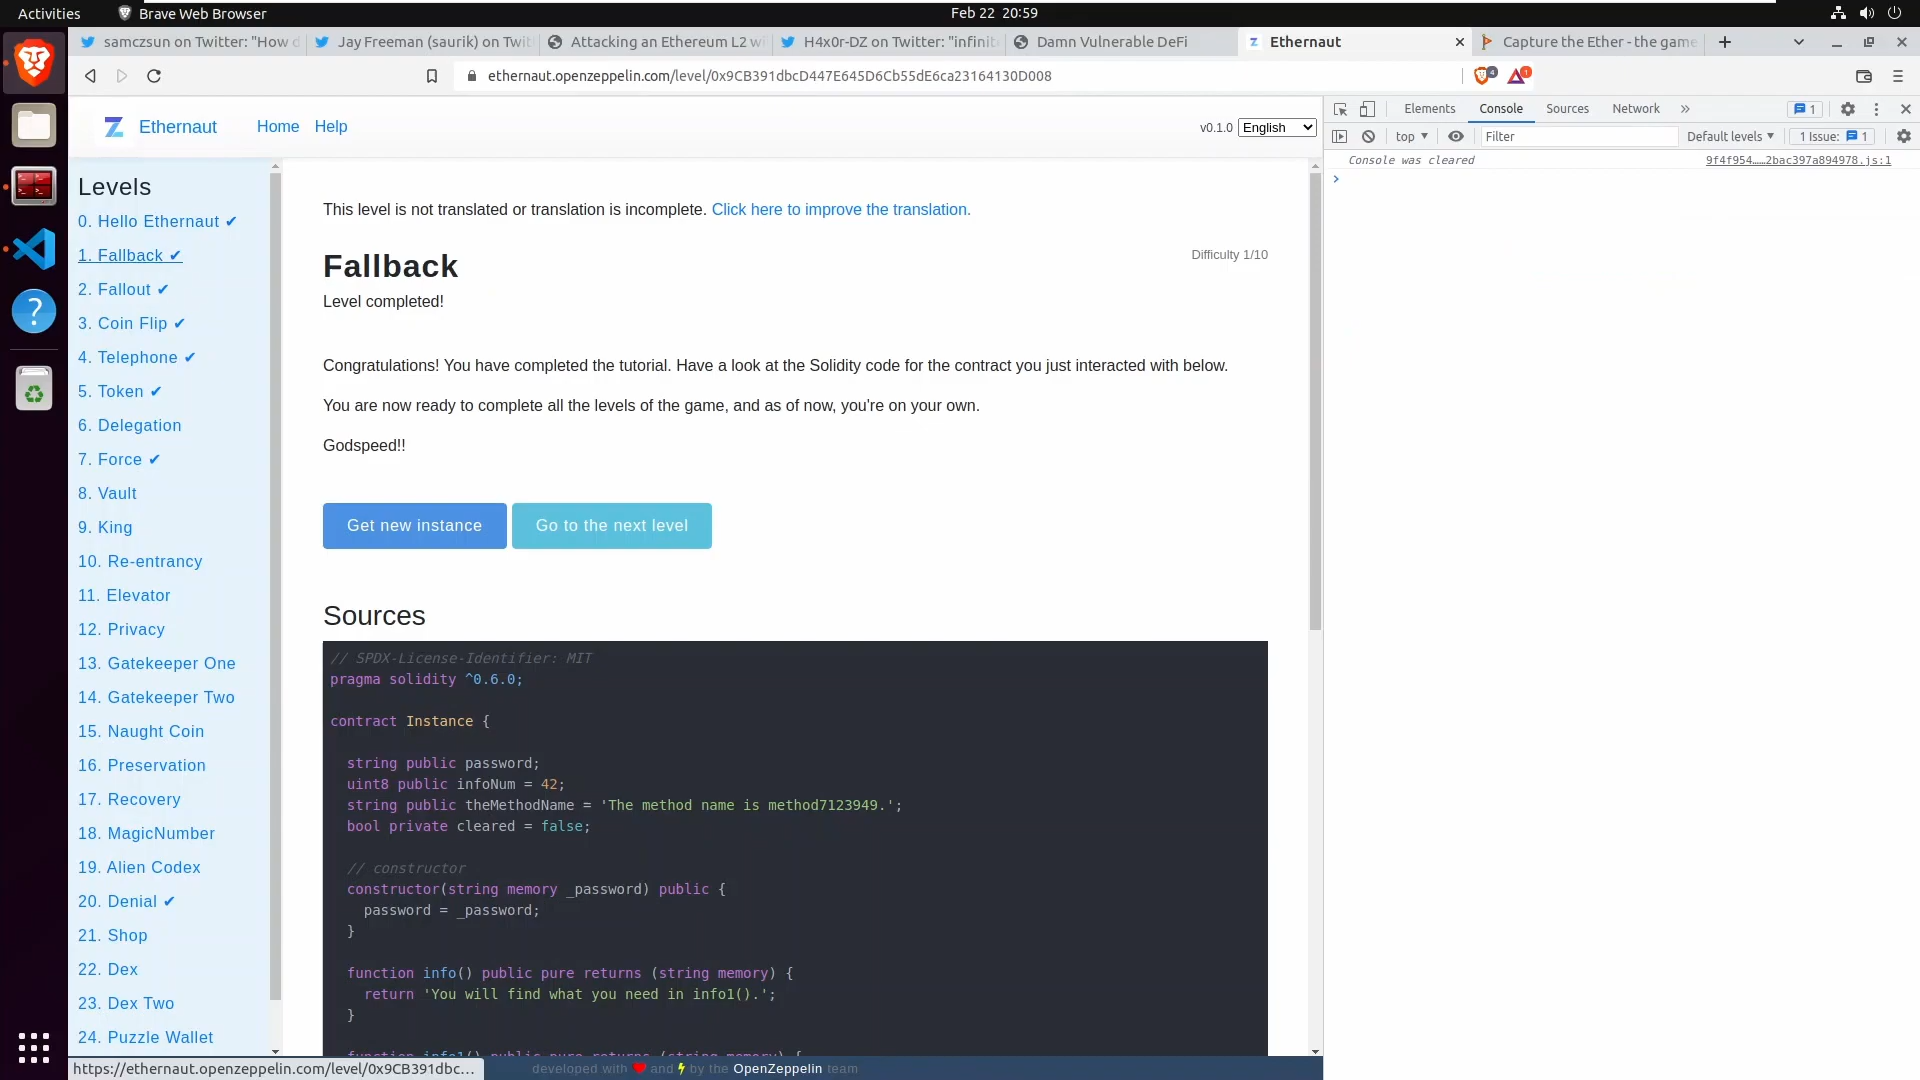 Activities
Brave Web Browser
Feb 22 20:59
samczsun on Twitter: "How d
Jay Freeman (saurik) on Twit
Attacking an Ethereum L2 wi
H4x0r-DZ on Twitter: "infinit
Damn Vulnerable DeFi
Ethernaut
Capture the Ether - the game
ethernaut.openzeppelin.com/level/0x9CB391dbcD447E645D6Cb55dE6ca23164130D008
4
1
Ethernaut
Home
Help
v0.1.0
English
Levels
0. Hello Ethernaut ✔
1. Fallback ✔
2. Fallout ✔
3. Coin Flip ✔
4. Telephone ✔
5. Token ✔
6. Delegation
7. Force ✔
8. Vault
9. King
10. Re-entrancy
11. Elevator
12. Privacy
13. Gatekeeper One
14. Gatekeeper Two
15. Naught Coin
16. Preservation
17. Recovery
18. MagicNumber
19. Alien Codex
20. Denial ✔
21. Shop
22. Dex
23. Dex Two
24. Puzzle Wallet
https://ethernaut.openzeppelin.com/level/0x9CB391dbc…
This level is not translated or translation is incomplete. Click here to improve the translation.
Fallback
Difficulty 1/10
Level completed!
Congratulations! You have completed the tutorial. Have a look at the Solidity code for the contract you just interacted with below.
You are now ready to complete all the levels of the game, and as of now, you're on your own.
Godspeed!!
Get new instance
Go to the next level
Sources
// SPDX-License-Identifier: MIT
pragma solidity ^0.6.0;
contract Instance {
string public password;
uint8 public infoNum = 42;
string public theMethodName = 'The method name is method7123949.';
bool private cleared = false;
// constructor
constructor(string memory _password) public {
password = _password;
}
function info() public pure returns (string memory) {
return 'You will find what you need in info1().';
}
function info1() public pure returns (string memory) {
developed with ❤ and ⚡ by the OpenZeppelin team
Elements
Console
Sources
Network
»
1
top ▼
Filter
Default levels ▼
1 Issue: 1
Console was cleared
9f4f954……2bac397a894978.js:1